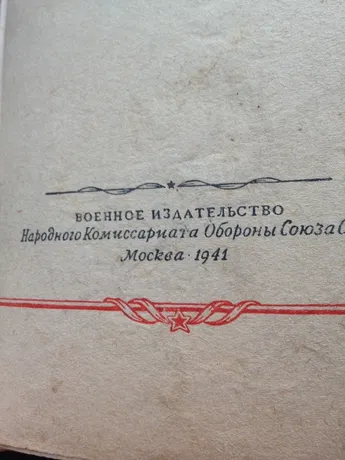 ВОЕННОЕ ИЗДАТЕЛЬСТВО
Народного Комиссариата Обороны Союза
Москва · 1941